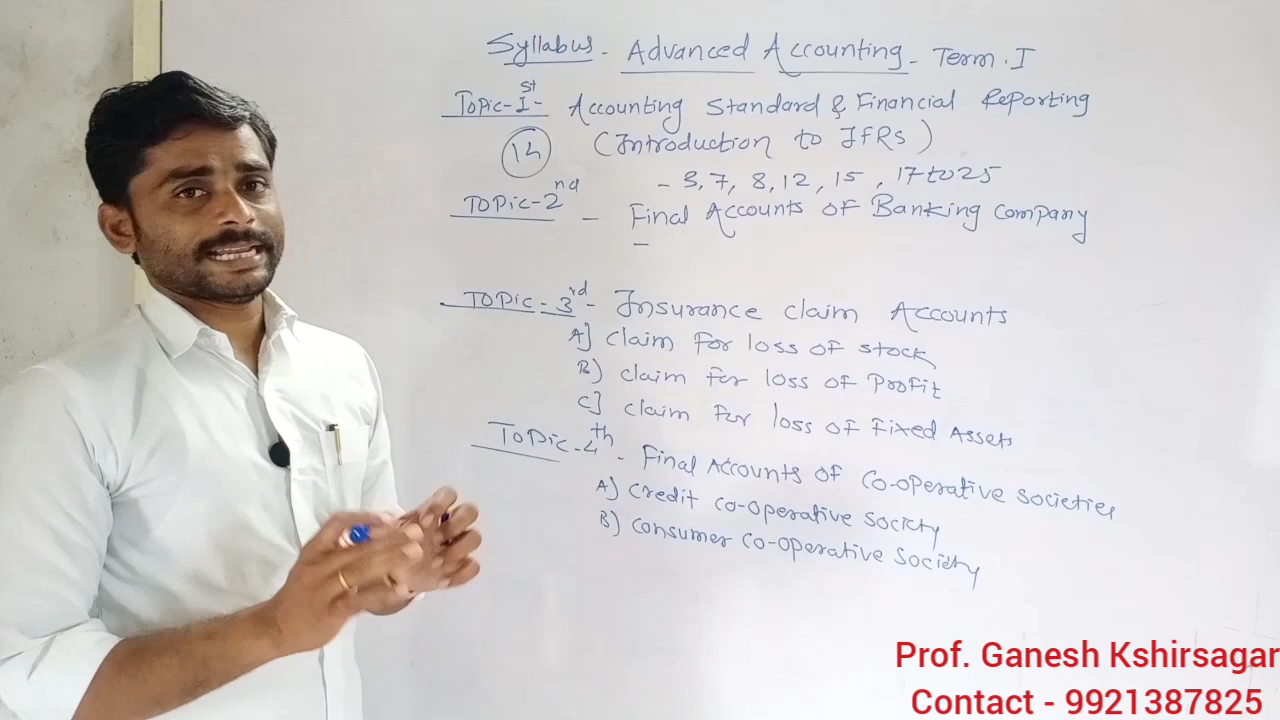 Syllabus - Advanced Accounting - Term. I
Topic-Ist- Accounting Standard & Financial Reporting
14 (Introduction to IFRS)
- 3, 7, 8, 12, 15, 17 to 25
Topic-2nd - Final Accounts of Banking Company
Topic-3rd- Insurance claim Accounts
A] claim for loss of stock
B) claim for loss of Profit
C] claim for loss of Fixed Assets
Topic-4th - Final Accounts of Co-operative societies
A) Credit Co-operative society
B) Consumer Co-operative Society
Prof. Ganesh Kshirsagar
Contact - 9921387825